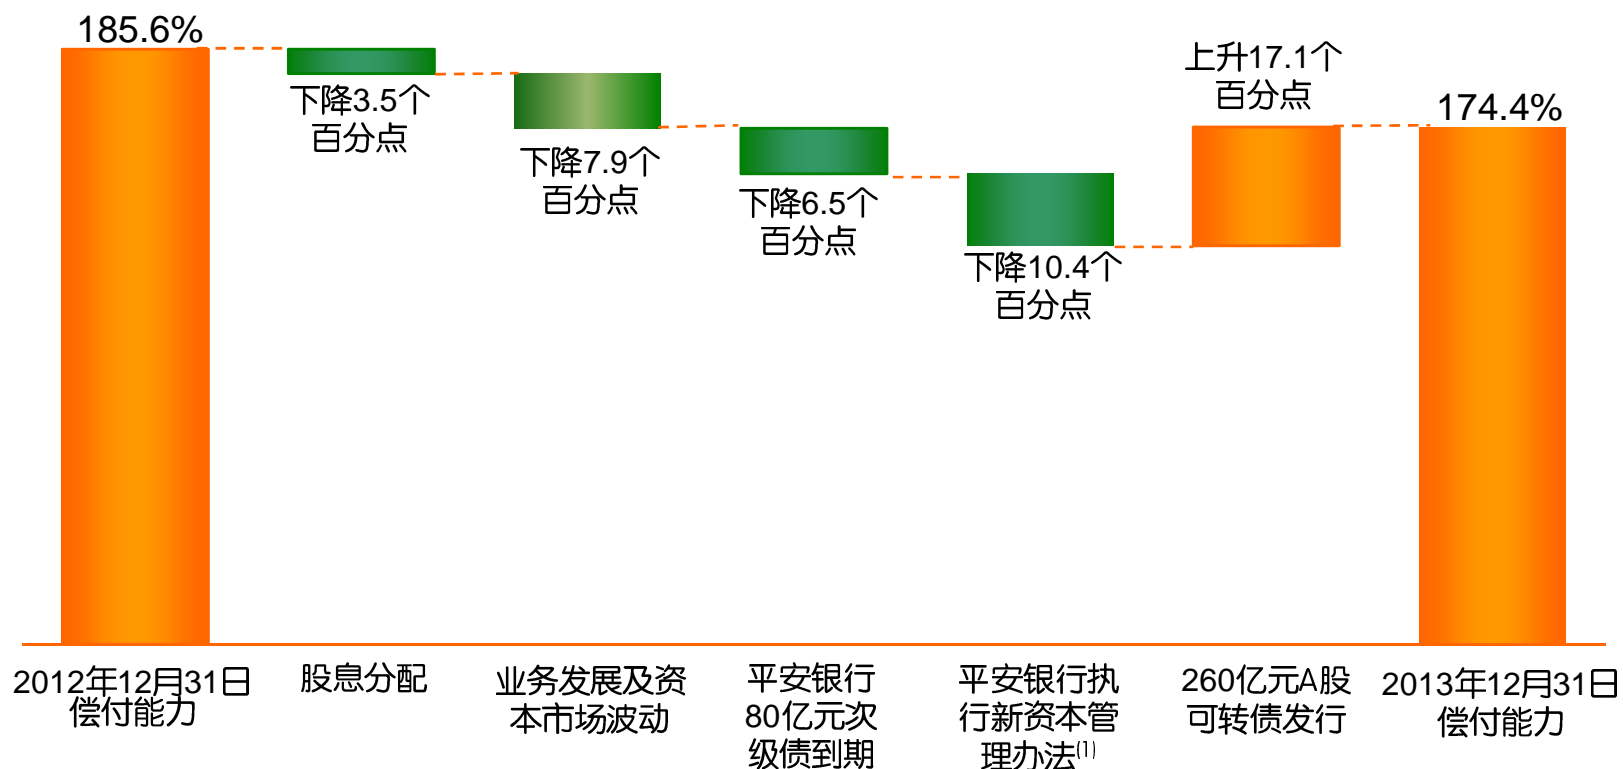 185.6%
下降3.5个
百分点
下降7.9个
百分点
下降6.5个
百分点
下降10.4个
百分点
上升17.1个
百分点
174.4%
2012年12月31日
偿付能力
股息分配
业务发展及资
本市场波动
平安银行
80亿元次
级债到期
平安银行执
行新资本管
理办法(1)
260亿元A股
可转债发行
2013年12月31日
偿付能力